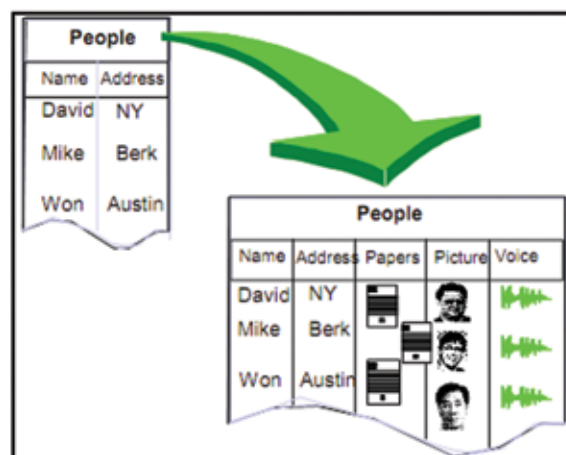 People
Name Address
David NY
Mike Berk
Won Austin
People
Name Address Papers Picture Voice
David NY
Mike Berk
Won Austin